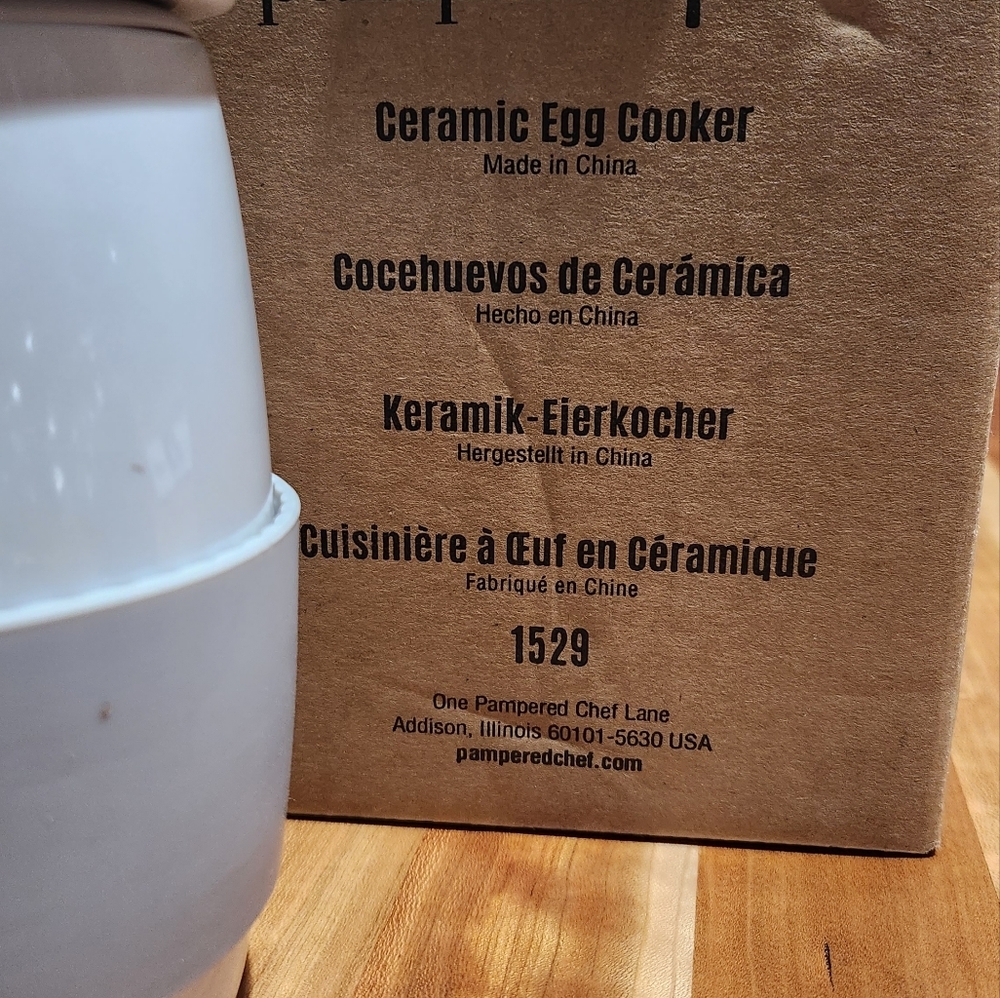 Ceramic Egg Cooker
Made in China
Cocehuevos de Cerámica
Hecho en China
Keramik-Eierkocher
Hergestellt in China
Cuisinière à Œuf en Céramique
Fabriqué en Chine
1529
One Pampered Chef Lane
Addison, Illinois 60101-5630 USA
pamperedchef.com